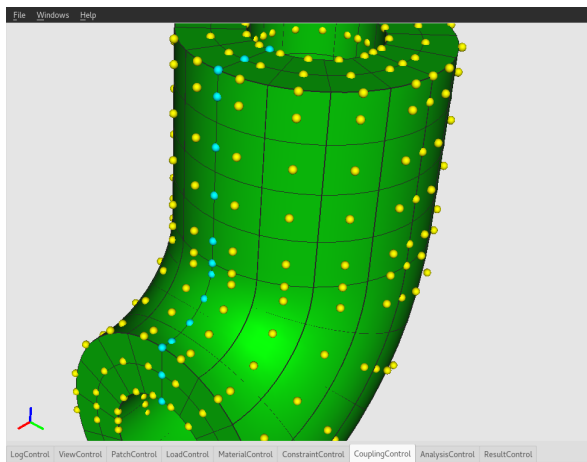 File Windows Help
LogControl ViewControl PatchControl LoadControl MaterialControl ConstraintControl CouplingControl AnalysisControl ResultControl